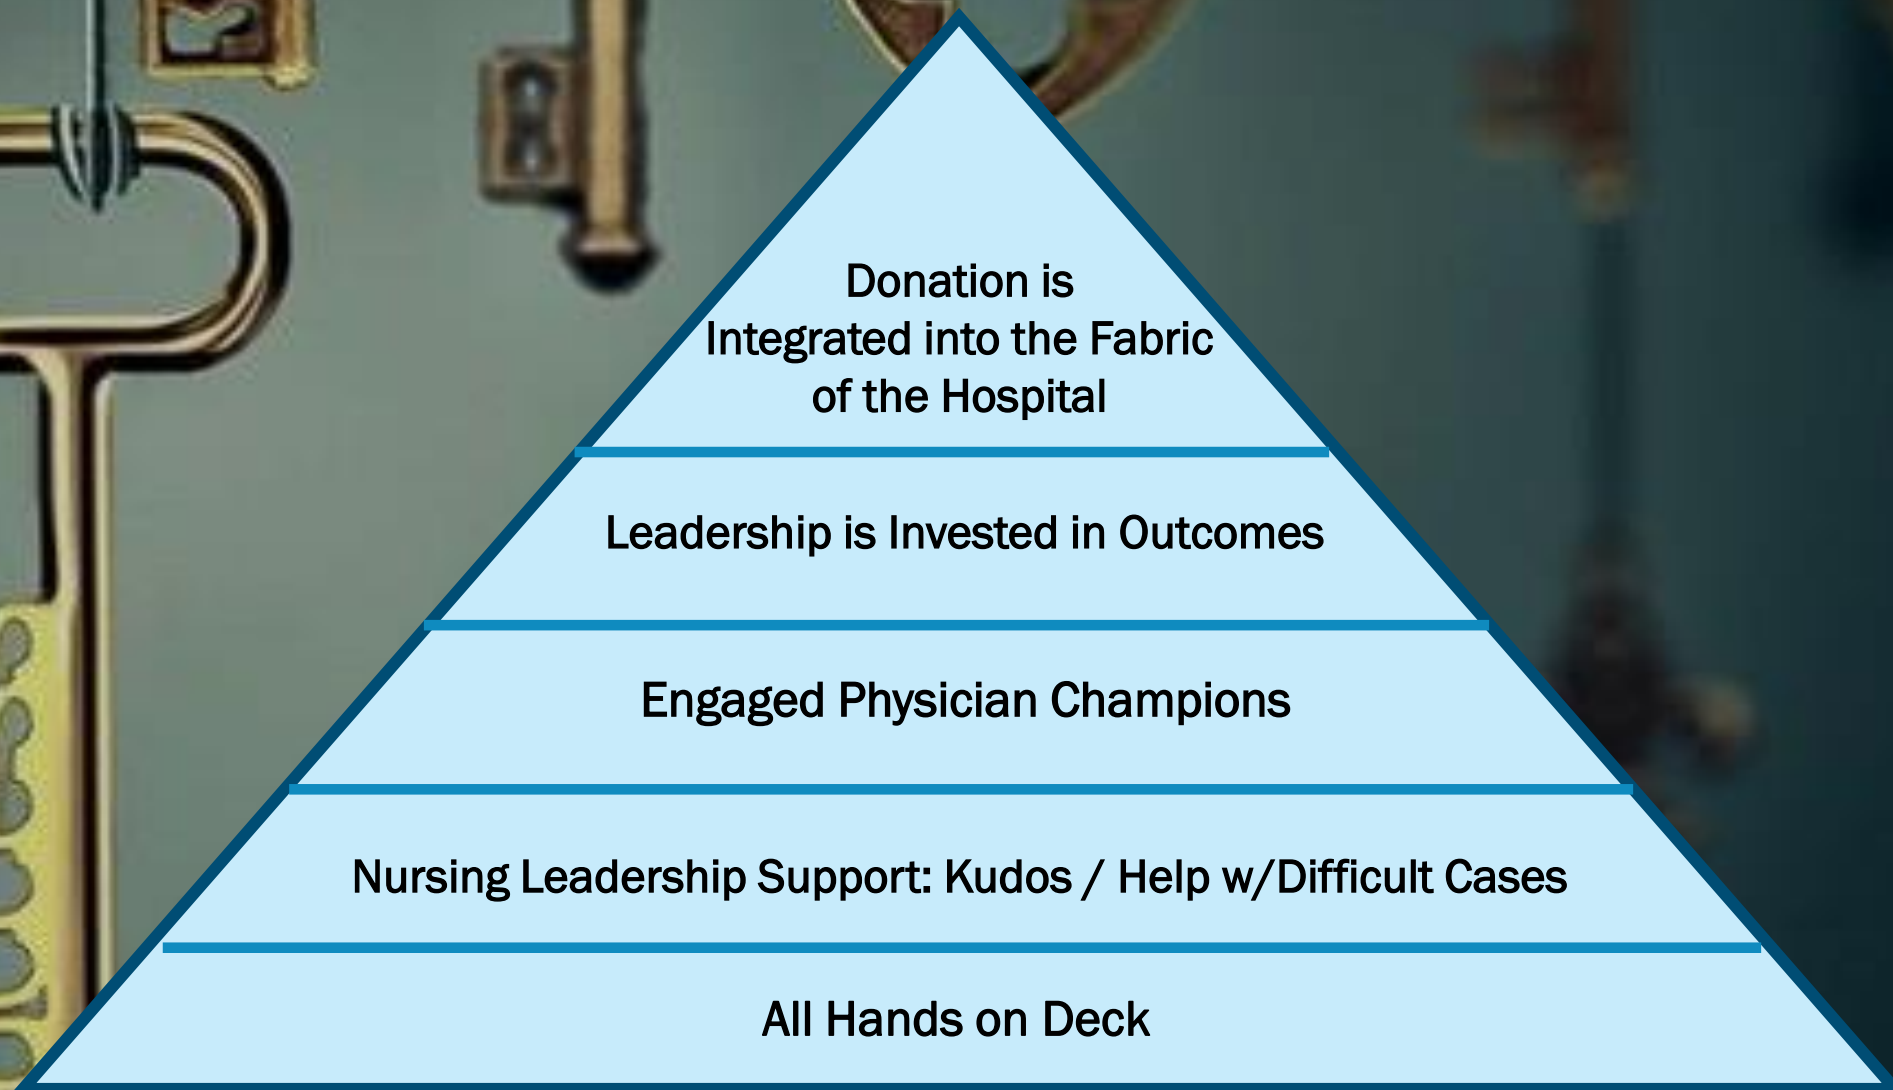 Donation is
Integrated into the Fabric
of the Hospital
Leadership is Invested in Outcomes
Engaged Physician Champions
Nursing Leadership Support: Kudos / Help w/Difficult Cases
All Hands on Deck